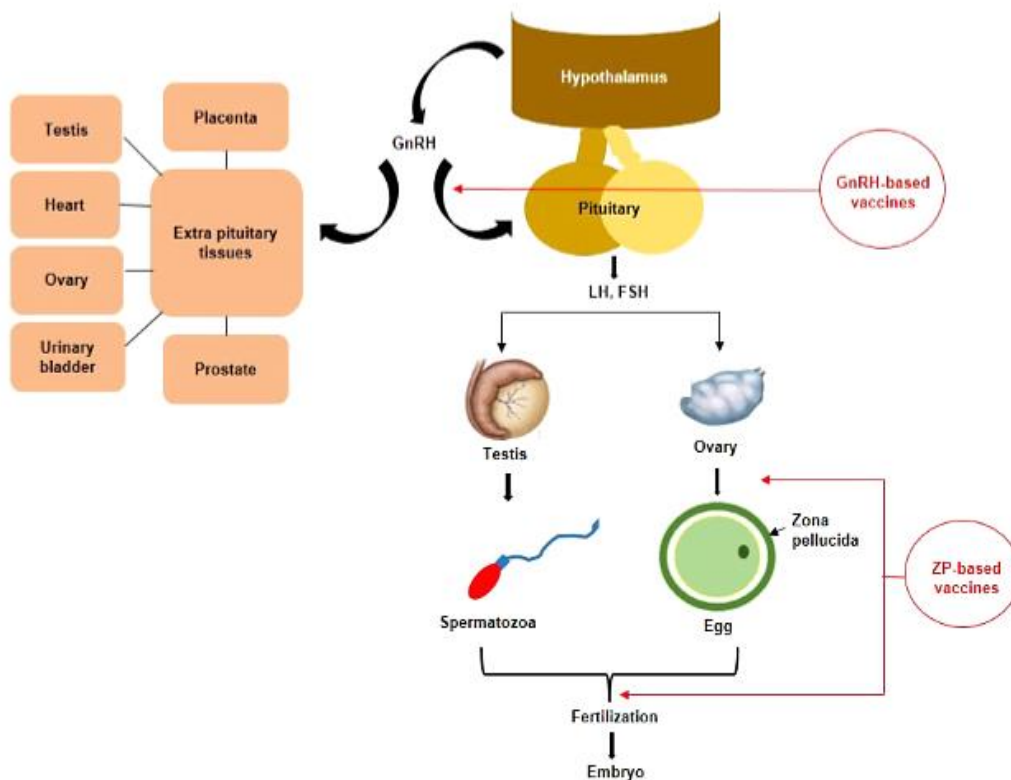 Hypothalamus
Placenta
Testis
GnRH
Heart
Extra pituitary
tissues
Ovary
Urinary
bladder
Prostate
Pituitary
GnRH-based
vaccines
LH, FSH
Testis
Ovary
Zona
pellucida
Spermatozoa
Egg
ZP-based
vaccines
Fertilization
Embryo